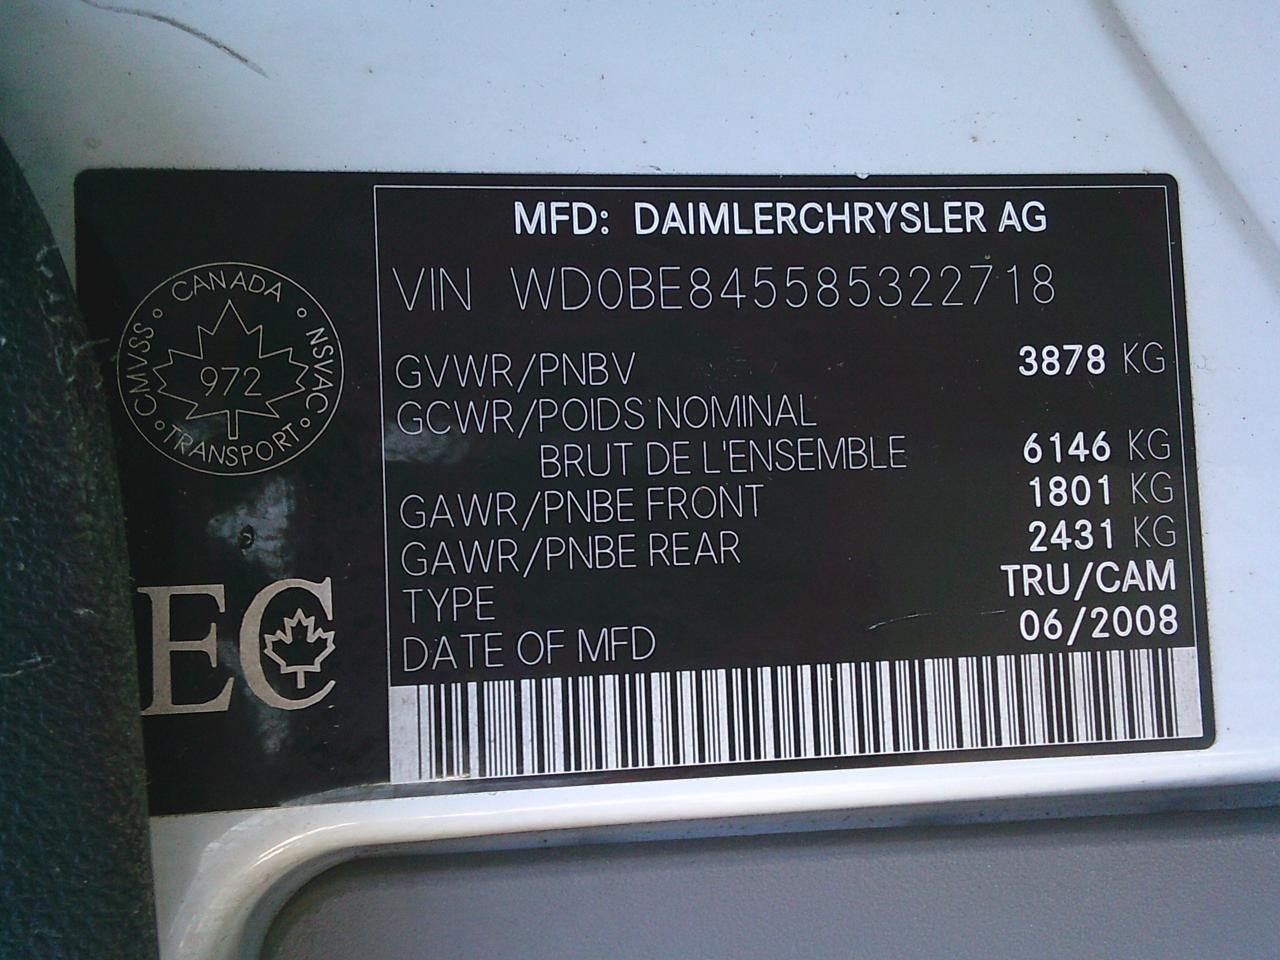 MFD: DAIMLERCHRYSLER AG
VIN WD0BE845585322718
GVWR/PNBV 3878 KG
GCWR/POIDS NOMINAL
BRUT DE L'ENSEMBLE 6146 KG
GAWR/PNBE FRONT 1801 KG
GAWR/PNBE REAR 2431 KG
TYPE TRU/CAM
DATE OF MFD 06/2008
CANADA
CMVSS NSVAC
972
TRANSPORT
EC